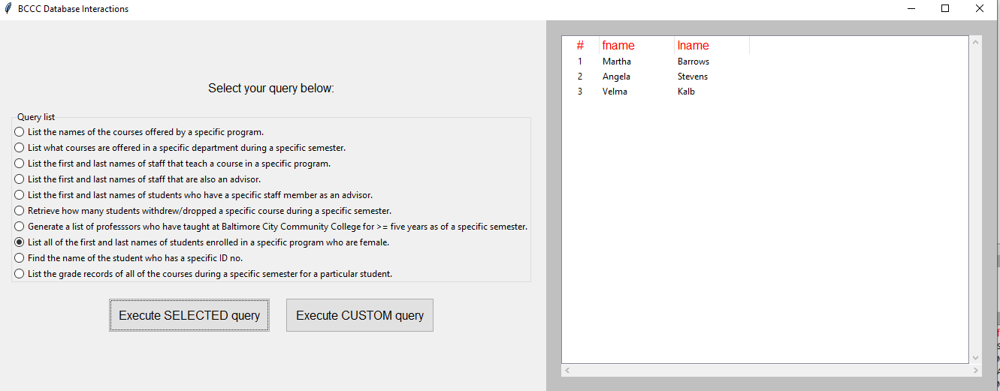 BCCC Database Interactions
Select your query below:
Query list
List the names of the courses offered by a specific program.
List what courses are offered in a specific department during a specific semester.
List the first and last names of staff that teach a course in a specific program.
List the first and last names of staff that are also an advisor.
List the first and last names of students who have a specific staff member as an advisor.
Retrieve how many students withdrew/dropped a specific course during a specific semester.
Generate a list of professsors who have taught at Baltimore City Community College for >= five years as of a specific semester.
List all of the first and last names of students enrolled in a specific program who are female.
Find the name of the student who has a specific ID no.
List the grade records of all of the courses during a specific semester for a particular student.
Execute SELECTED query Execute CUSTOM query
# fname lname
1 Martha Barrows
2 Angela Stevens
3 Velma Kalb